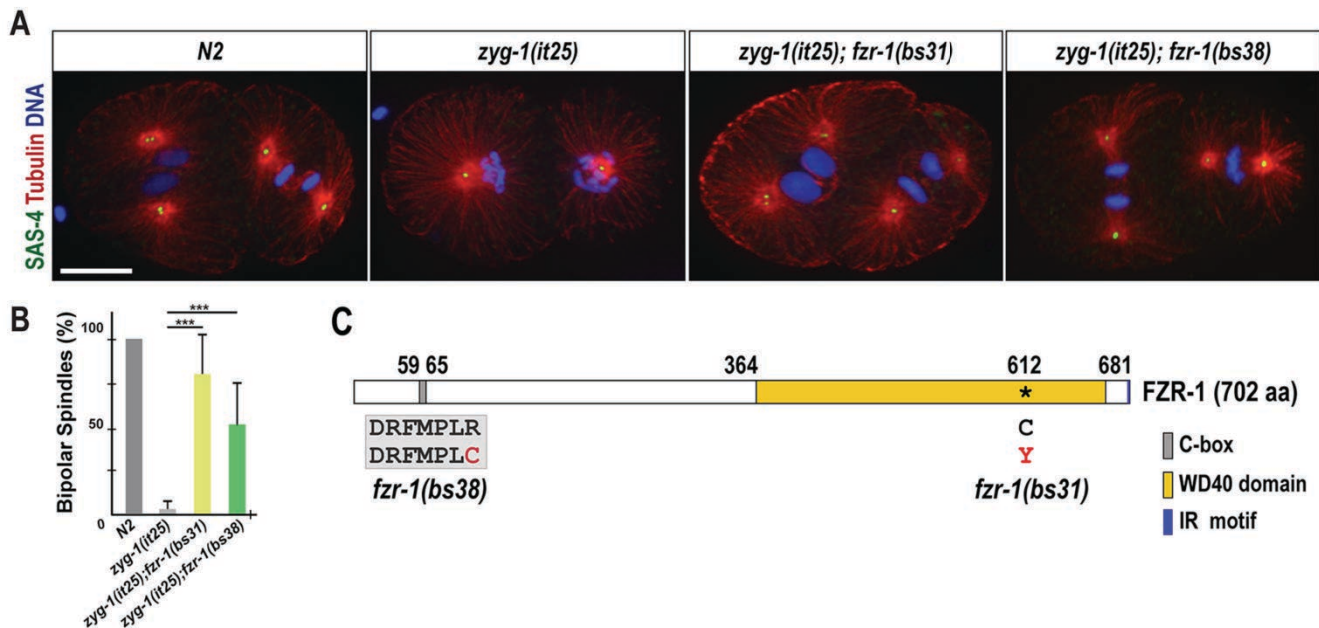 A
N2
zyg-1(it25)
zyg-1(it25); fzr-1(bs31)
zyg-1(it25); fzr-1(bs38)
SAS-4 Tubulin DNA
B
Bipolar Spindles (%)
100
50
0
***
***
N2
zyg-1(it25)
zyg-1(it25);fzr-1(bs31)
zyg-1(it25);fzr-1(bs38)
C
59 65 364 612 681
* FZR-1 (702 aa)
DRFMPLR C
DRFMPLC Y
fzr-1(bs38) fzr-1(bs31)
C-box
WD40 domain
IR motif